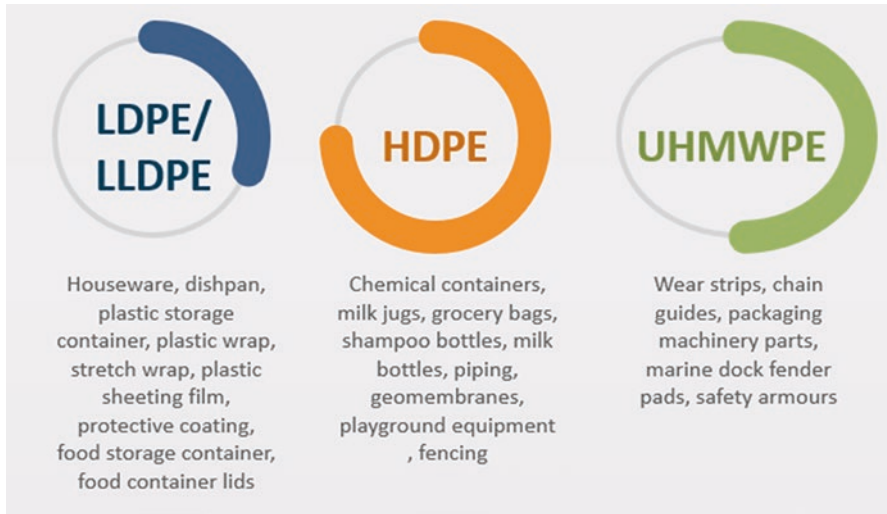 LDPE/
LLDPE
Houseware, dishpan,
plastic storage
container, plastic wrap,
stretch wrap, plastic
sheeting film,
protective coating,
food storage container,
food container lids
HDPE
Chemical containers,
milk jugs, grocery bags,
shampoo bottles, milk
bottles, piping,
geomembranes,
playground equipment
, fencing
UHMWPE
Wear strips, chain
guides, packaging
machinery parts,
marine dock fender
pads, safety armours